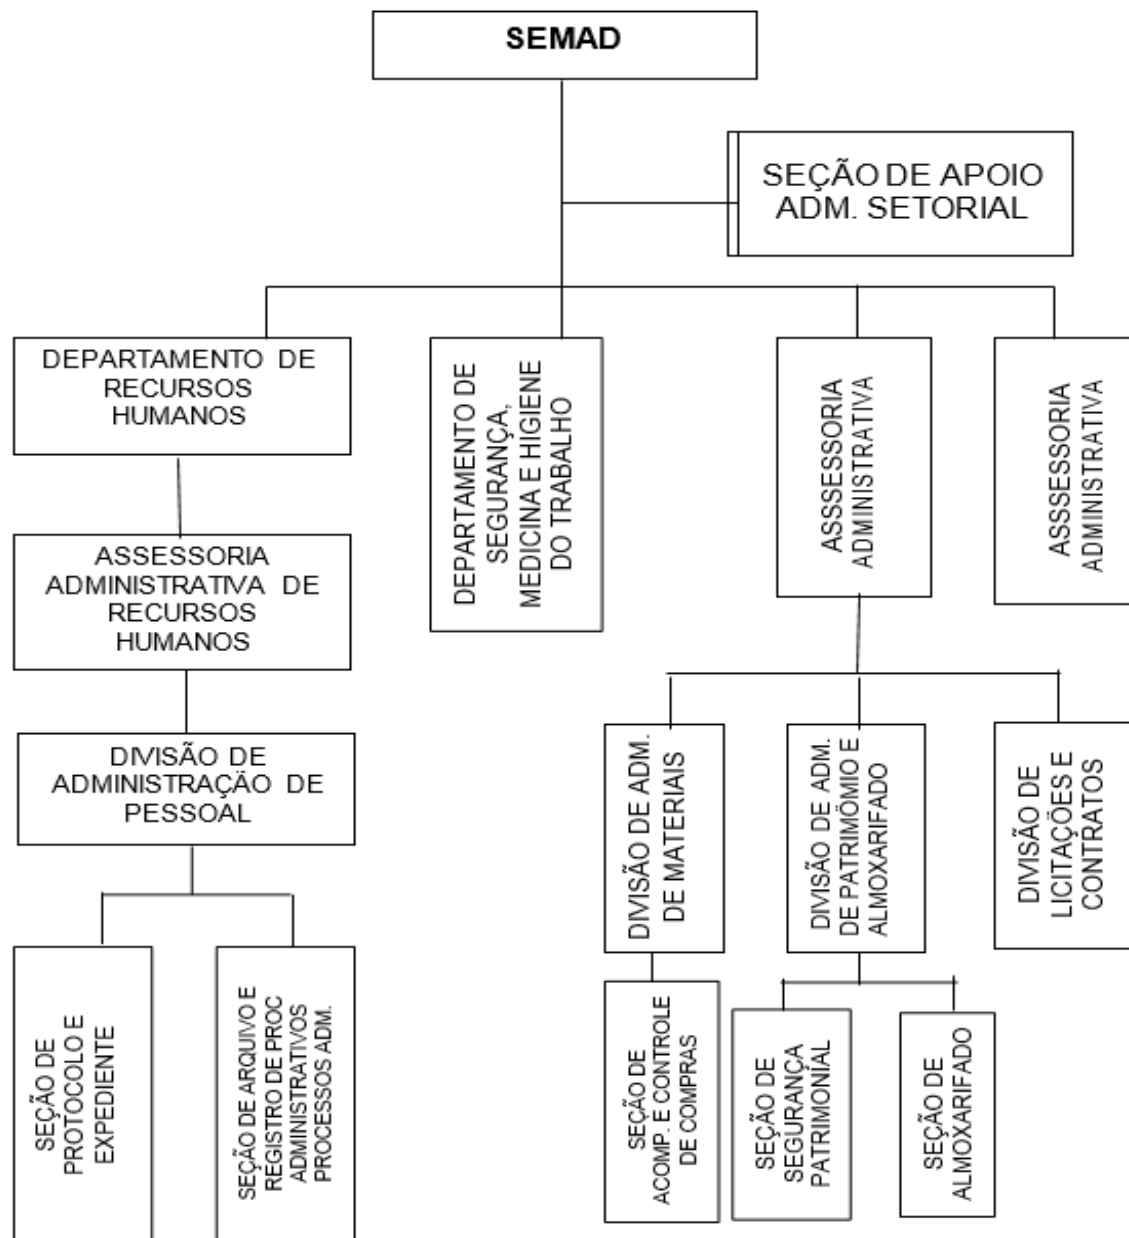 SEMAD
SEÇÃO DE APOIO
ADM. SETORIAL
DEPARTAMENTO DE
RECURSOS
HUMANOS
DEPARTAMENTO DE
SEGURANÇA,
MEDICINA E HIGIENE
DO TRABALHO
ASSSESSORIA
ADMINISTRATIVA
ASSSESSORIA
ADMINISTRATIVA
ASSESSORIA
ADMINISTRATIVA DE
RECURSOS
HUMANOS
DIVISÃO DE
ADMINISTRAÇÃO DE
PESSOAL
DIVISÃO DE ADM.
DE MATERIAIS
DIVISÃO DE ADM.
DE PATRIMÔMIO E
ALMOXARIFADO
DIVISÃO DE
LICITAÇÕES E
CONTRATOS
SEÇÃO DE
PROTOCOLO E
EXPEDIENTE
SEÇÃO DE ARQUIVO E
REGISTRO DE PROC
ADMINISTRATIVOS
PROCESSOS ADM.
SEÇÃO DE
ACOMP. E CONTROLE
DE COMPRAS
SEÇÃO DE
SEGURANÇA
PATRIMONIAL
SEÇÃO DE
ALMOXARIFADO